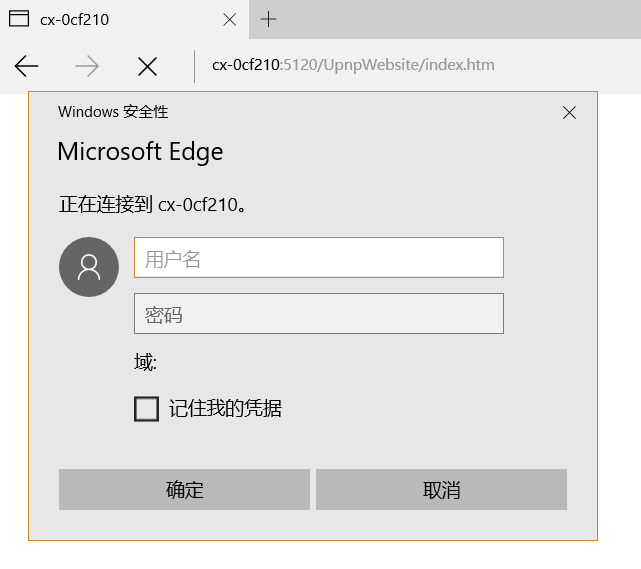 cx-0cf210
cx-0cf210:5120/UpnpWebsite/index.htm
Windows 安全性
Microsoft Edge
正在连接到 cx-0cf210。
用户名
密码
域:
记住我的凭据
确定
取消